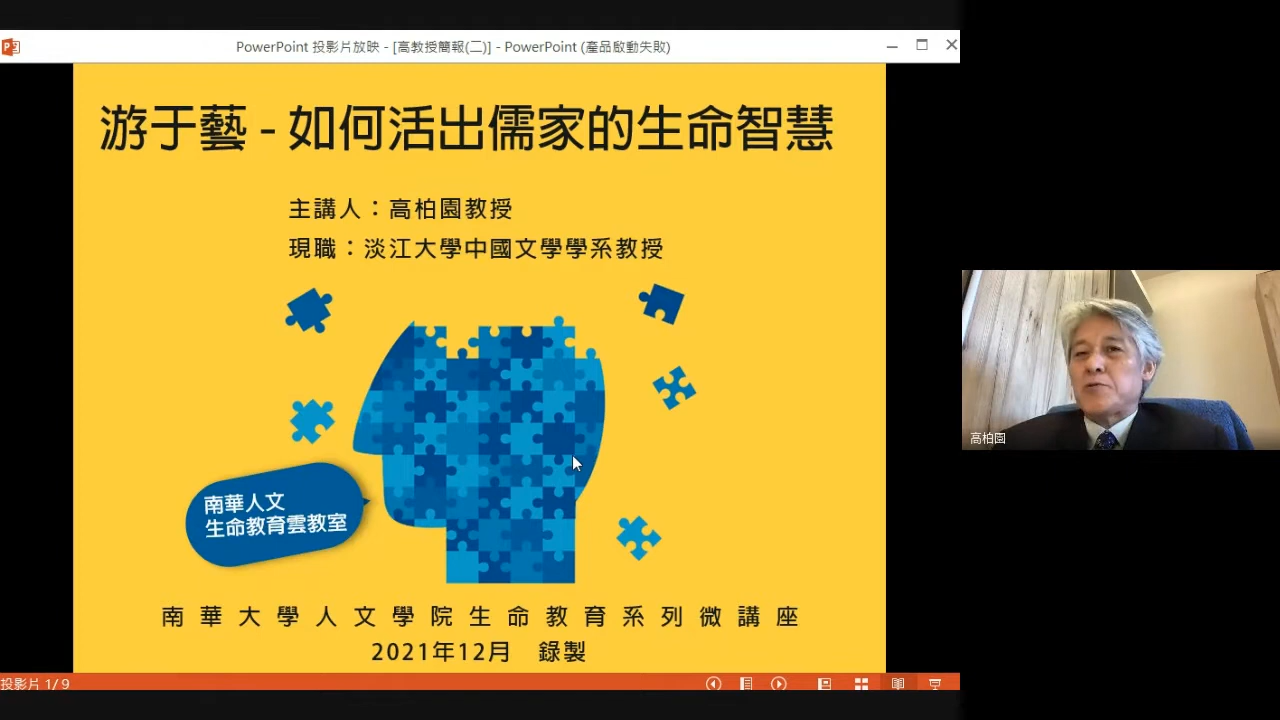 PowerPoint 投影片放映 - [高教授簡報(二)] - PowerPoint (產品啟動失敗)
游于藝 - 如何活出儒家的生命智慧
主講人：高柏園教授
現職：淡江大學中國文學學系教授
南華人文
生命教育雲教室
高柏園
南華大學人文學院生命教育系列微講座
2021年12月 錄製
投影片 1/9